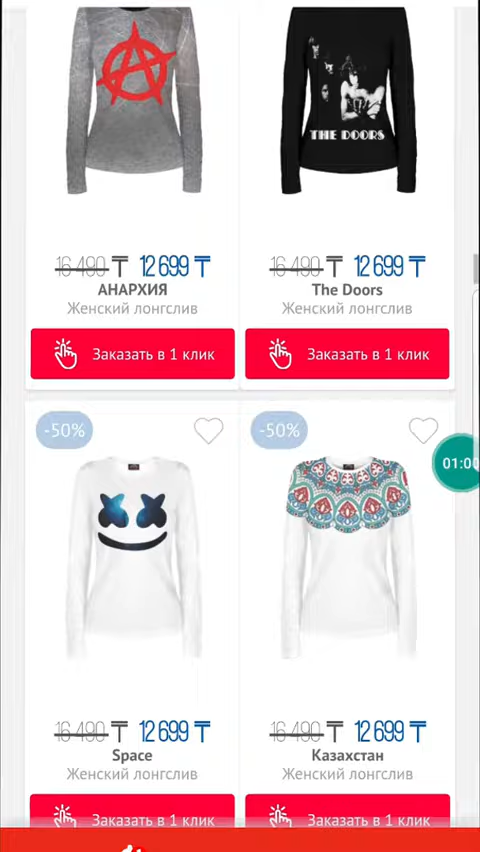 THE DOORS
16 490 ₸ 12 699 ₸
16 490 ₸ 12 699 ₸
АНАРХИЯ
The Doors
Женский лонгслив
Женский лонгслив
Заказать в 1 клик
Заказать в 1 клик
-50%
-50%
01:00
16 490 ₸ 12 699 ₸
16 490 ₸ 12 699 ₸
Space
Казахстан
Женский лонгслив
Женский лонгслив
Заказать в 1 клик
Заказать в 1 клик